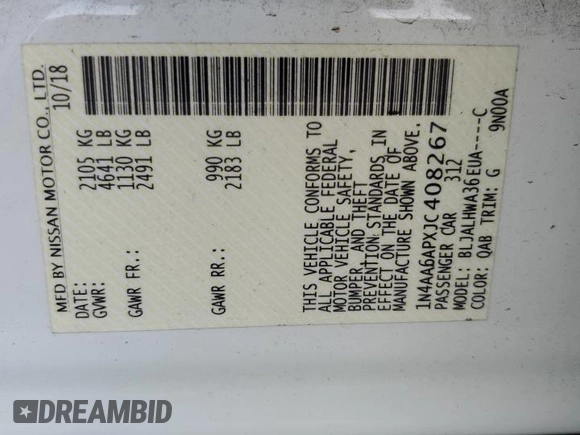 MFD BY NISSAN MOTOR CO., LTD.
DATE: 10/18
GVWR: 2105 KG
4641 LB
GAWR FR.: 1130 KG
2491 LB
GAWR RR.: 990 KG
2183 LB
THIS VEHICLE CONFORMS TO
ALL APPLICABLE FEDERAL
MOTOR VEHICLE SAFETY,
BUMPER, AND THEFT
PREVENTION STANDARDS IN
EFFECT ON THE DATE OF
MANUFACTURE SHOWN ABOVE.
1N4AA6APXJC408267
PASSENGER CAR 312
MODEL: BLJALHWA36EUA----C
COLOR: QAB TRIM: G 9N00A
DREAMBID